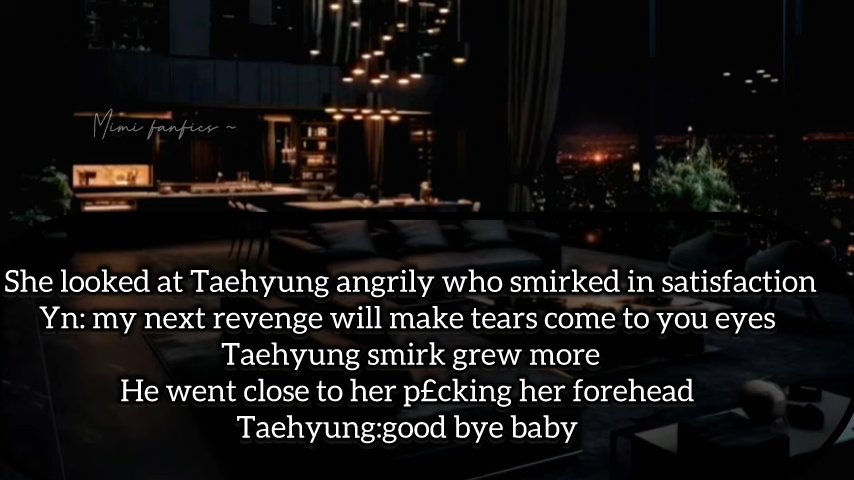 Mimi fanfics ~
She looked at Taehyung angrily who smirked in satisfaction
Yn: my next revenge will make tears come to you eyes
Taehyung smirk grew more
He went close to her p£cking her forehead
Taehyung:good bye baby